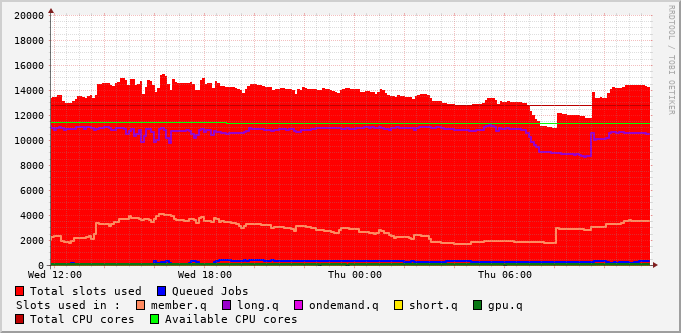 20000
18000
16000
14000
12000
10000
8000
6000
4000
2000
0
Wed 12:00 Wed 18:00 Thu 00:00 Thu 06:00
Total slots used Queued Jobs
Slots used in : member.q long.q ondemand.q short.q gpu.q
Total CPU cores Available CPU cores
RRDTOOL / TOBI OETIKER